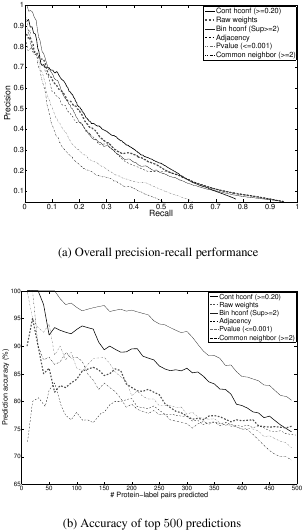 Precision
1
0.9
0.8
0.7
0.6
0.5
0.4
0.3
0.2
0.1
0 0.1 0.2 0.3 0.4 0.5 0.6 0.7 0.8 0.9 1
Recall
Cont hconf (>=0.20)
Raw weights
Bin hconf (Sup>=2)
Adjacency
Pvalue (<=0.001)
Common neighbor (>=2)
(a) Overall precision-recall performance
Prediction accuracy (%)
100
95
90
85
80
75
70
65
0 50 100 150 200 250 300 350 400 450 500
# Protein-label pairs predicted
Cont hconf (>=0.20)
Raw weights
Bin hconf (Sup>=2)
Adjacency
Pvalue (<=0.001)
Common neighbor (>=2)
(b) Accuracy of top 500 predictions